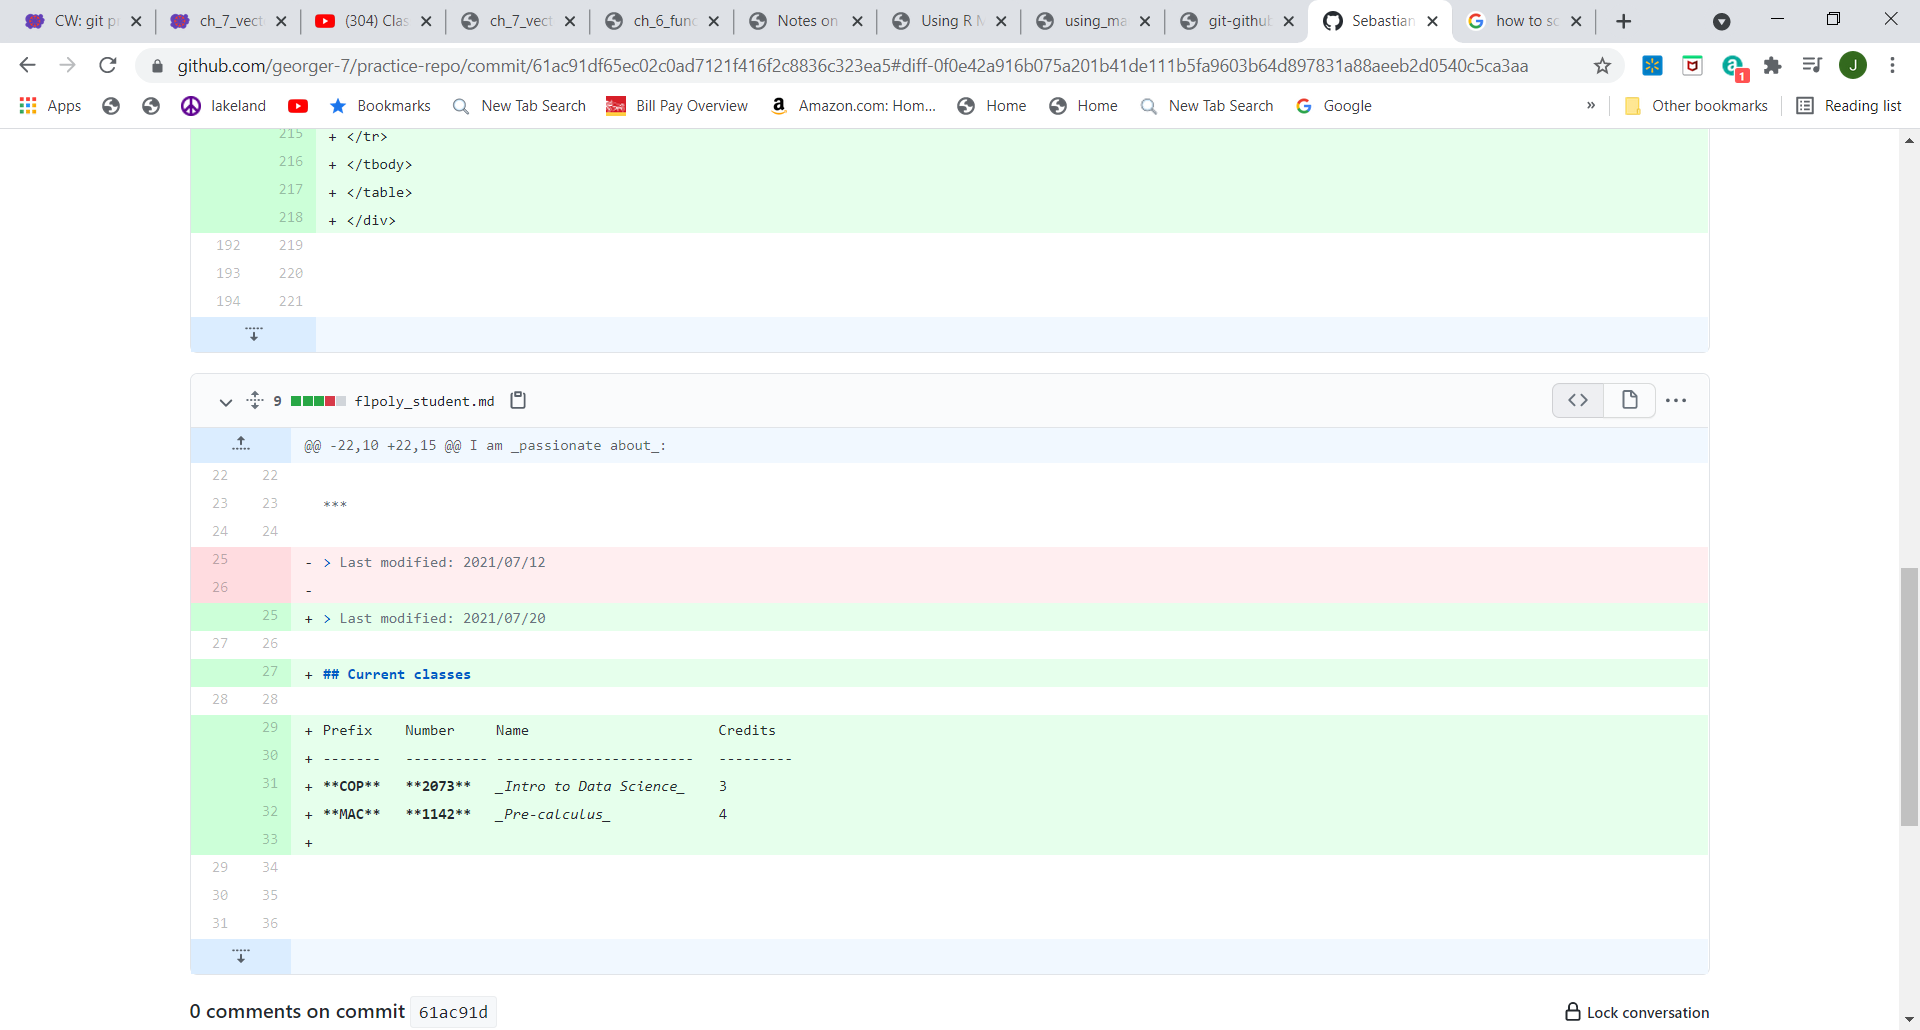 CW: git pr
ch_7_vect
(304) Clas
ch_7_vect
ch_6_func
Notes on
Using R M
using_ma
git-github
Sebastian
how to sc
github.com/georger-7/practice-repo/commit/61ac91df65ec02c0ad7121f416f2c8836c323ea5#diff-0f0e42a916b075a201b41de111b5fa9603b64d897831a88aeeb2d0540c5ca3aa
1
J
Apps
lakeland
Bookmarks
New Tab Search
Bill Pay Overview
Amazon.com: Hom...
Home
Home
New Tab Search
Google
»
Other bookmarks
Reading list
215 + </tr>
216 + </tbody>
217 + </table>
218 + </div>
192 219
193 220
194 221
9 flpoly_student.md
@@ -22,10 +22,15 @@ I am _passionate about_:
22 22
23 23 ***
24 24
25 - > Last modified: 2021/07/12
26 -
25 + > Last modified: 2021/07/20
27 26
27 + ## Current classes
28 28
29 + Prefix Number Name Credits
30 + ------- ---------- ------------------------ ---------
31 + **COP** **2073** _Intro to Data Science_ 3
32 + **MAC** **1142** _Pre-calculus_ 4
33 +
29 34
30 35
31 36
0 comments on commit 61ac91d
Lock conversation